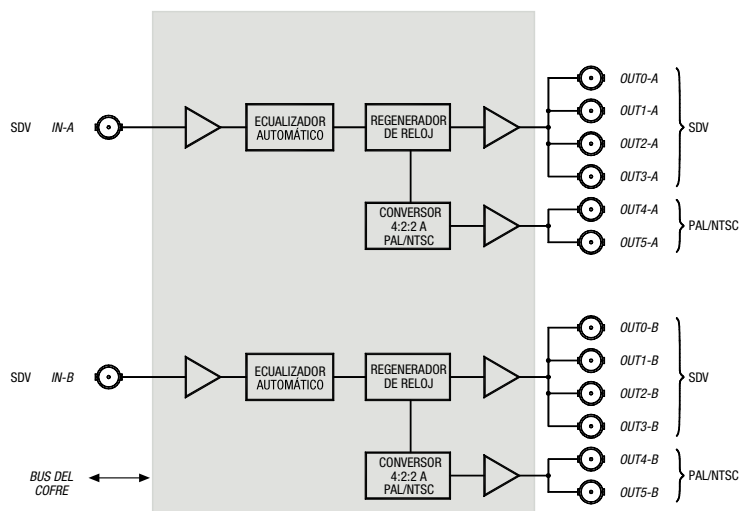 OUT0-A
ECUALIZADOR
AUTOMÁTICO
REGENERADOR
DE RELOJ
OUT1-A
SDV IN-A
SDV
OUT2-A
OUT3-A
CONVERSOR
4:2:2 A
PAL/NTSC
OUT4-A
PAL/NTSC
OUT5-A
OUT0-B
ECUALIZADOR
AUTOMÁTICO
REGENERADOR
DE RELOJ
OUT1-B
SDV IN-B
SDV
OUT2-B
OUT3-B
CONVERSOR
4:2:2 A
PAL/NTSC
OUT4-B
PAL/NTSC
OUT5-B
BUS DEL
COFRE